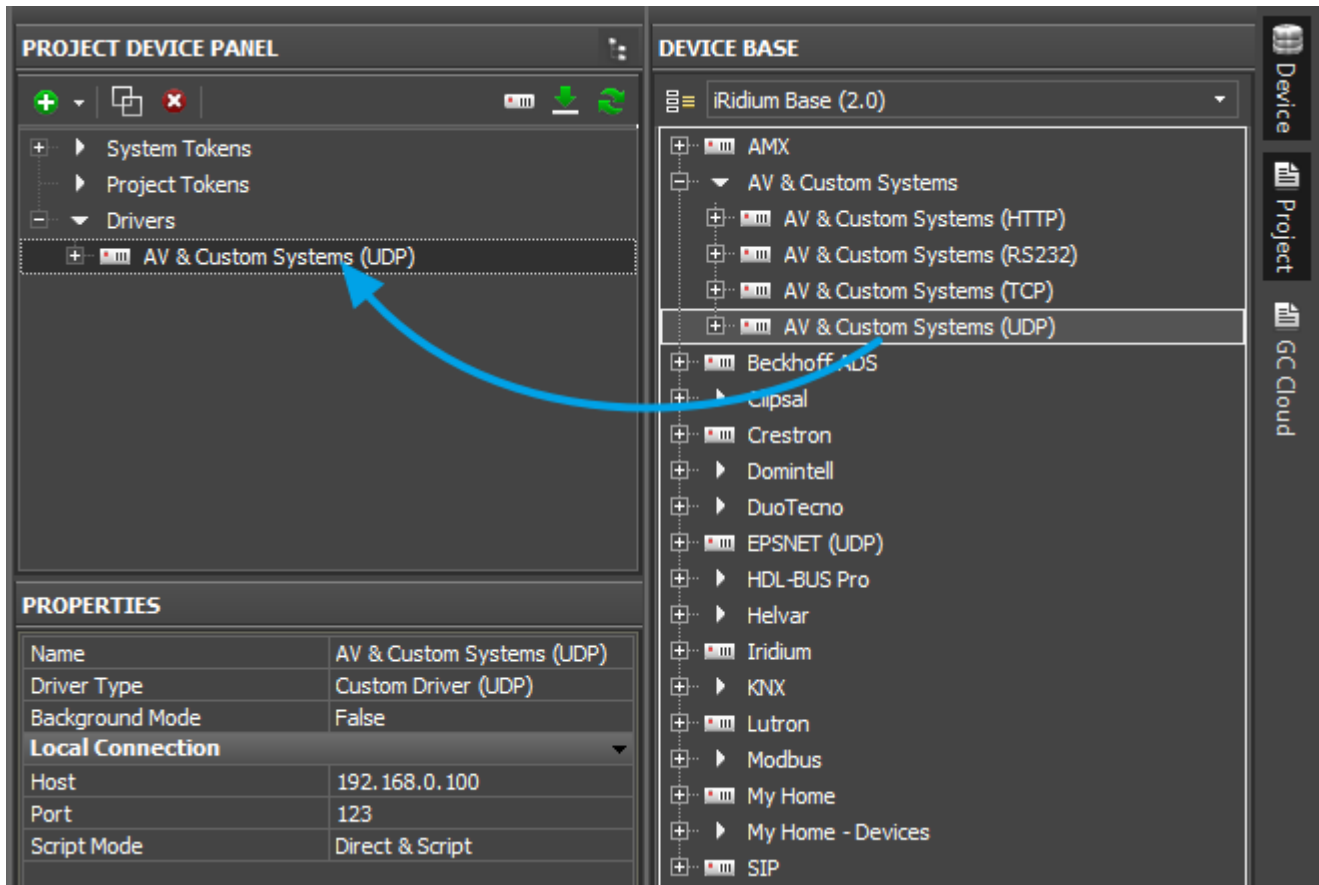 PROJECT DEVICE PANEL
System Tokens
Project Tokens
Drivers
AV & Custom Systems (UDP)
PROPERTIES
Name AV & Custom Systems (UDP)
Driver Type Custom Driver (UDP)
Background Mode False
Local Connection
Host 192.168.0.100
Port 123
Script Mode Direct & Script
DEVICE BASE
iRidium Base (2.0)
AMX
AV & Custom Systems
AV & Custom Systems (HTTP)
AV & Custom Systems (RS232)
AV & Custom Systems (TCP)
AV & Custom Systems (UDP)
Beckhoff ADS
Clipsal
Crestron
Domintell
DuoTecno
EPSNET (UDP)
HDL-BUS Pro
Helvar
Iridium
KNX
Lutron
Modbus
My Home
My Home - Devices
SIP
Device
Project
GC Cloud